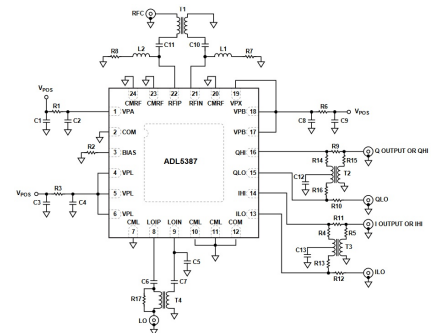 RFC T1
C11 C10
R8 L2 L1 R7
24 23 22 21 20 19
CMRF CMRF RFIP RFIN CMRF VPX
VPOS R1 1 VPA VPB 18 R6 VPOS
C1 C2 C8 C9
2 COM VPB 17
R2 3 BIAS QHI 16 R9 Q OUTPUT OR QHI
ADL5387
R14 R15
4 VPL QLO 15 C12 T2
R16
VPOS R3 5 VPL IHI 14 R10 QLO
C3 C4
R11 I OUTPUT OR IHI
6 VPL ILO 13 R4 R5
CML LOIP LOIN CML CML COM
7 8 9 10 11 12
C13 T3
R13
C5 R12 ILO
C6 C7
R17 T4
LO